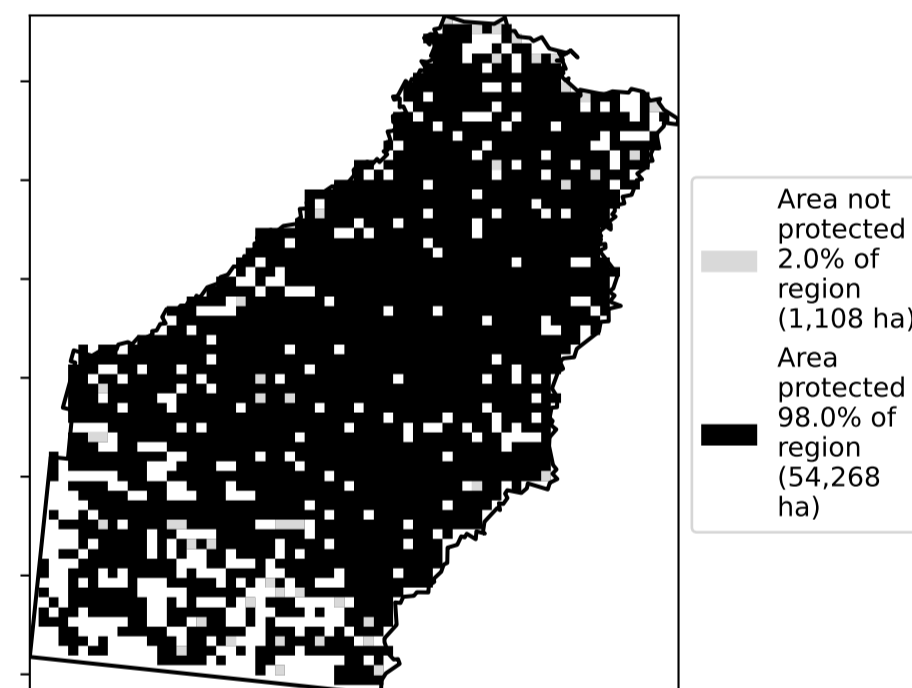 Area not
protected
2.0% of
region
(1,108 ha)
Area
protected
98.0% of
region
(54,268
ha)